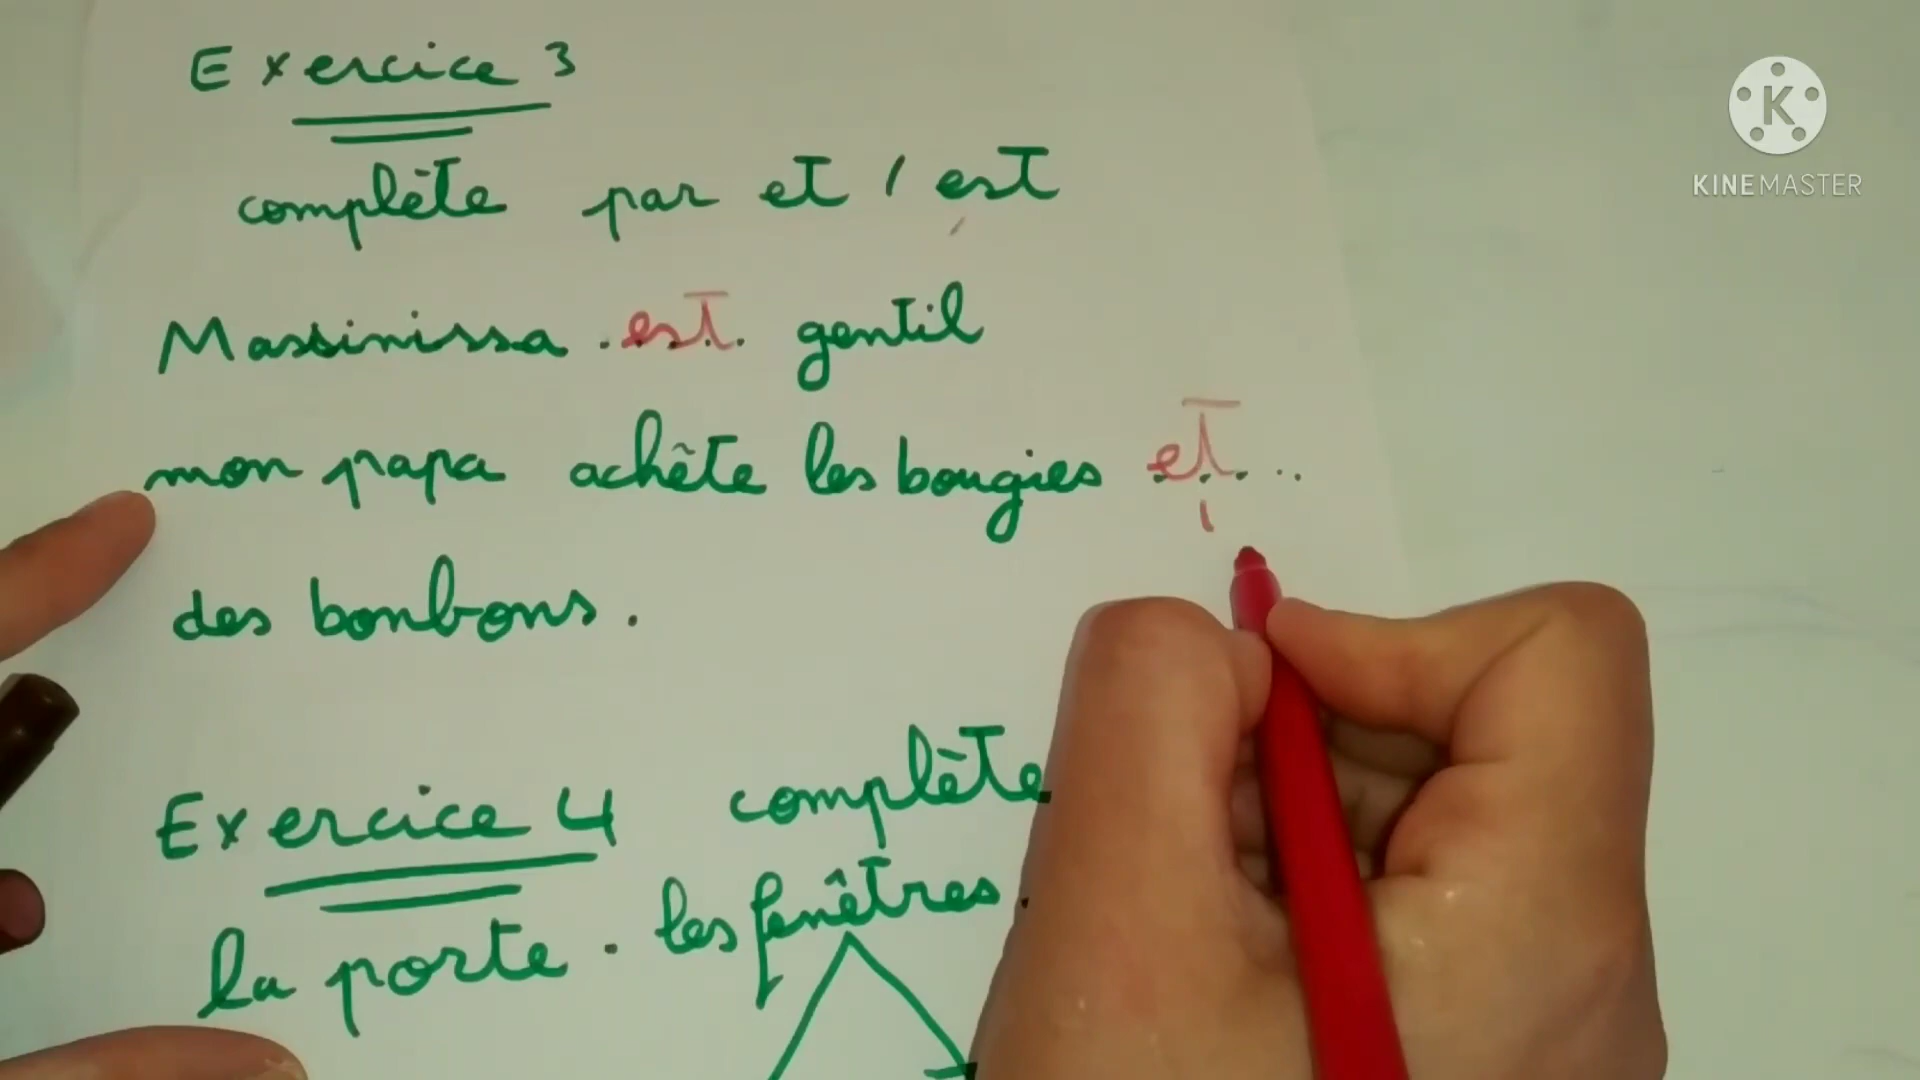 Exercice 3
complète par et / est
Massinissa .est. gentil
mon papa achète les bougies et....
des bonbons.
Exercice 4 complète
la porte . les fenêtres.
K
KINEMASTER